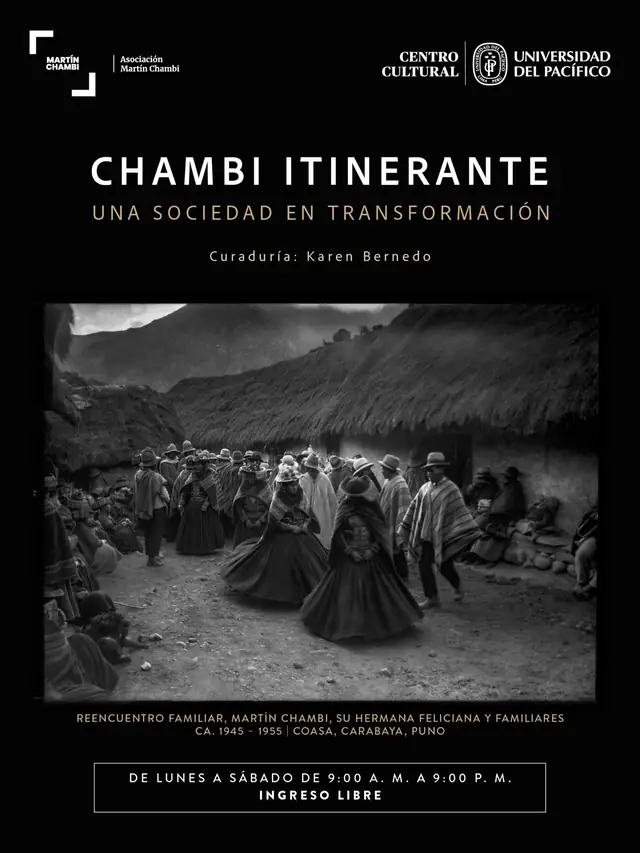 MARTÍN
CHAMBI
Asociación
Martín Chambi
CENTRO
CULTURAL
UNIVERSIDAD
DEL PACÍFICO
CHAMBI ITINERANTE
UNA SOCIEDAD EN TRANSFORMACIÓN
Curaduría: Karen Bernedo
REENCUENTRO FAMILIAR, MARTÍN CHAMBI, SU HERMANA FELICIANA Y FAMILIARES
CA. 1945 - 1955 | COASA, CARABAYA, PUNO
DE LUNES A SÁBADO DE 9:00 A. M. A 9:00 P. M.
INGRESO LIBRE